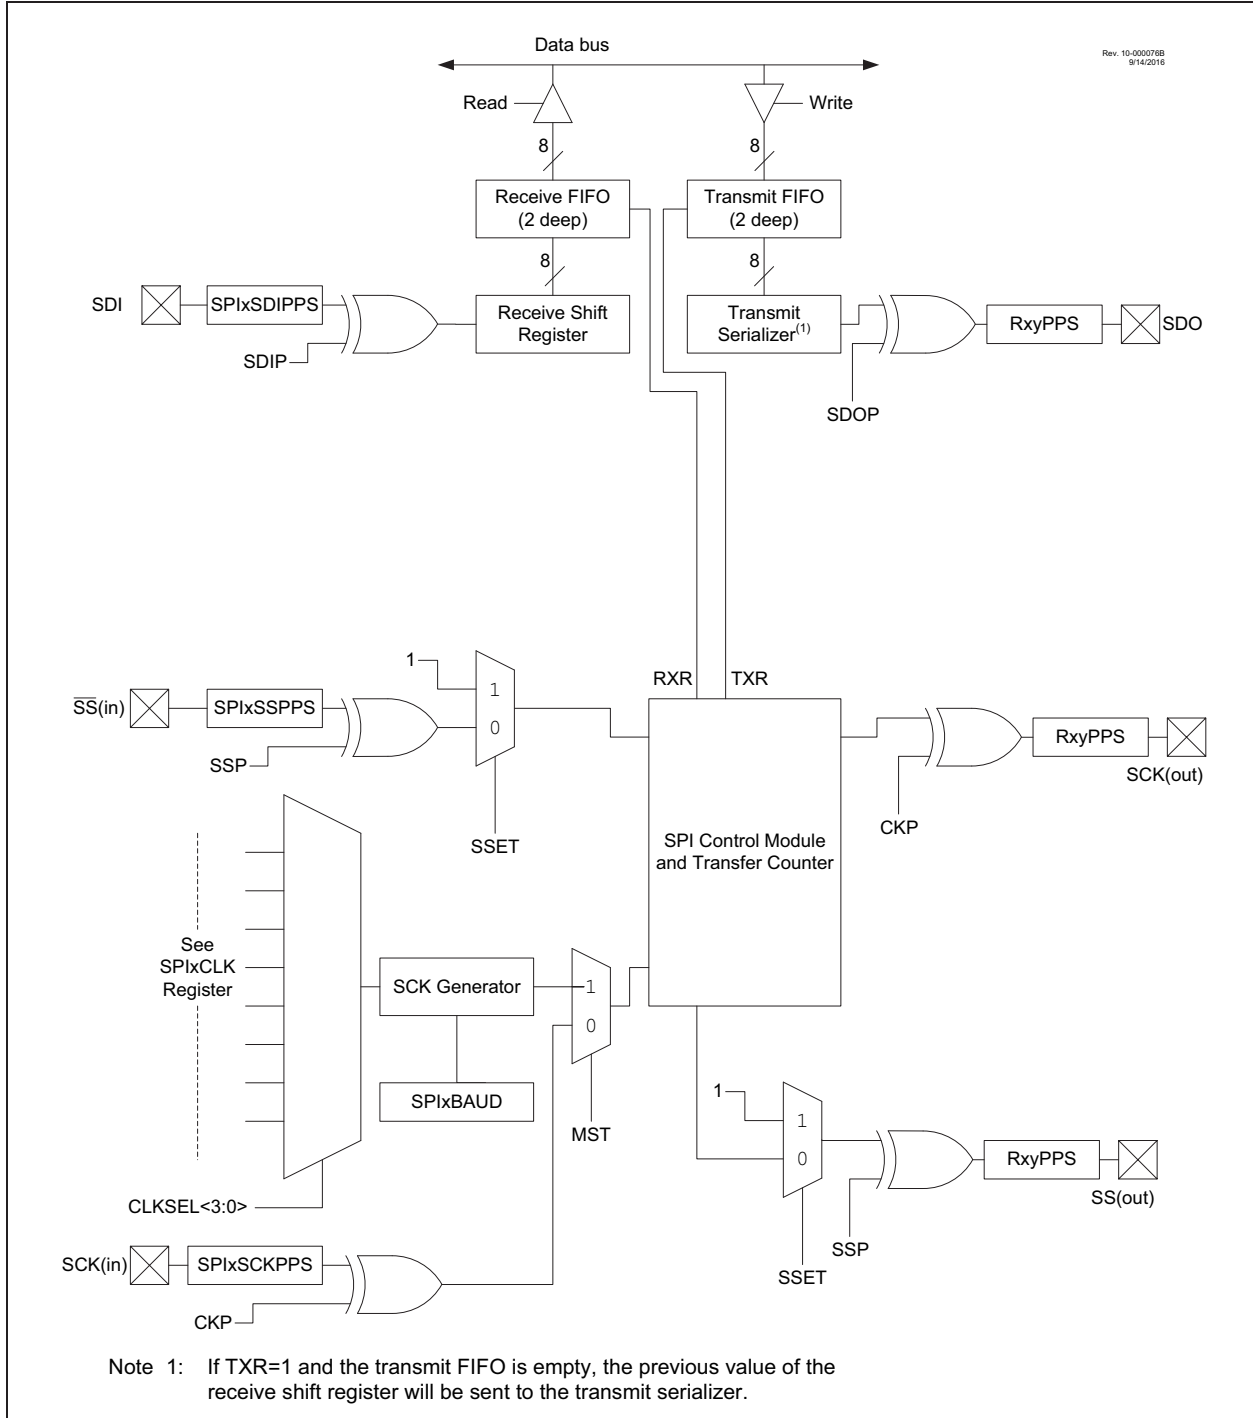 Data bus
Rev. 10-000076B
9/14/2016
Read
Write
8
8
Receive FIFO
(2 deep)
Transmit FIFO
(2 deep)
8
8
SDI
SPIxSDIPPS
SDIP
Receive Shift
Register
Transmit
Serializer(1)
SDOP
RxyPPS
SDO
RXR
TXR
1
S̅S̅(in)
SPIxSSPPS
SSP
1
0
SSET
SPI Control Module
and Transfer Counter
CKP
RxyPPS
SCK(out)
See
SPIxCLK
Register
SCK Generator
SPIxBAUD
1
0
MST
CLKSEL<3:0>
SCK(in)
SPIxSCKPPS
CKP
1
1
0
SSET
SSP
RxyPPS
SS(out)
Note 1: If TXR=1 and the transmit FIFO is empty, the previous value of the
receive shift register will be sent to the transmit serializer.